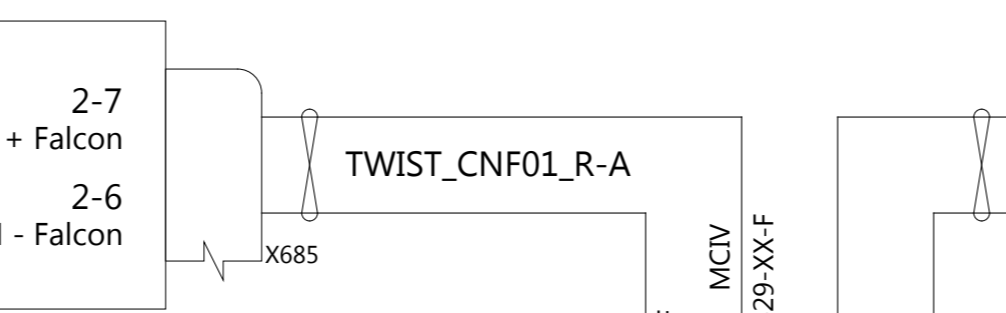 2-7
+ Falcon
2-6
- Falcon
X685
TWIST_CNF01_R-A
MCIV
29-XX-F